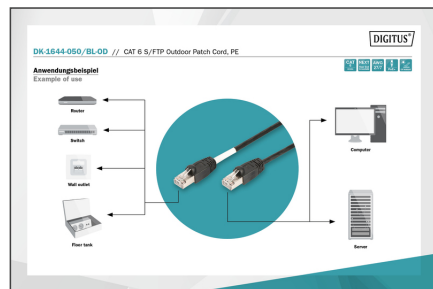 DIGITUS®
DK-1644-050/BL-OD // CAT 6 S/FTP Outdoor Patch Cord, PE
Anwendungsbeispiel
Example of use
Router
Switch
Wall outlet
Floor tank
Computer
Server